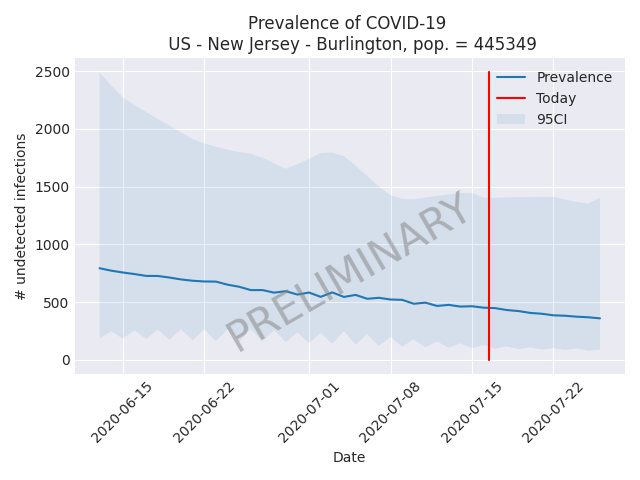 Prevalence of COVID-19
US - New Jersey - Burlington, pop. = 445349
Prevalence
Today
95CI
PRELIMINARY
# undetected infections
2500
2000
1500
1000
500
0
2020-06-15
2020-06-22
2020-07-01
2020-07-08
2020-07-15
2020-07-22
Date